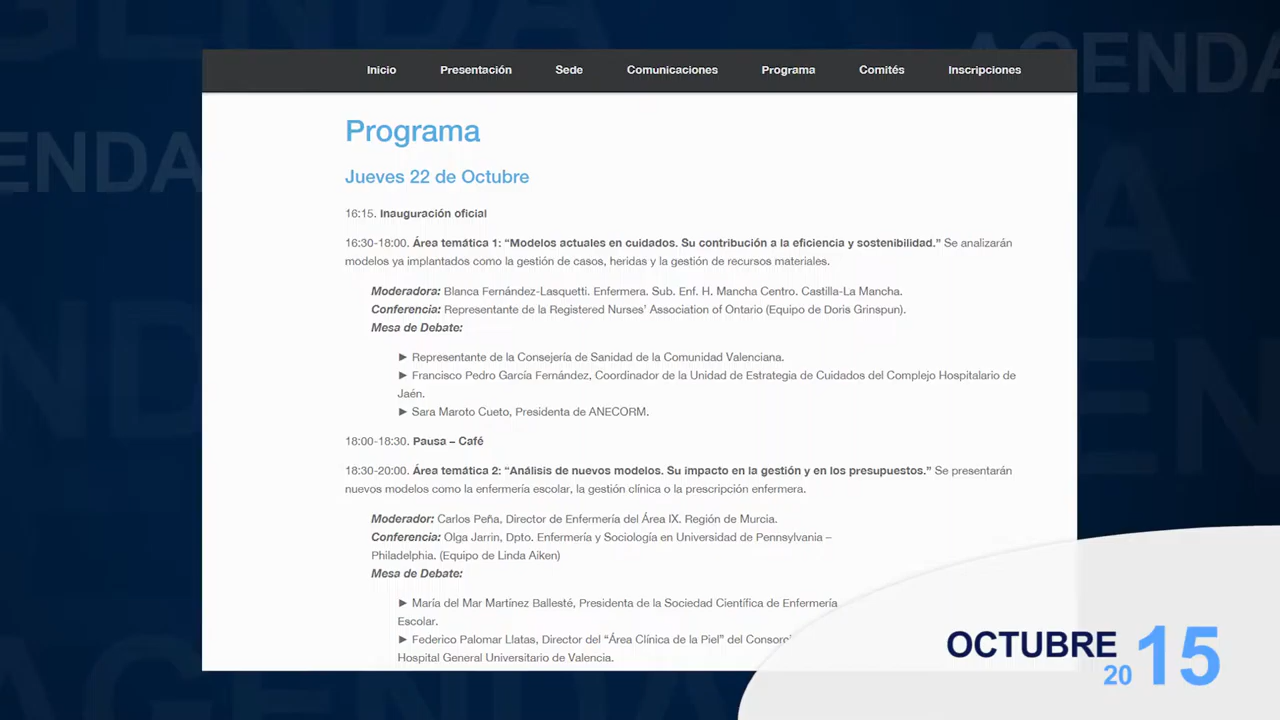 AGENDA
AGENDA
ENDA
Inicio Presentación Sede Comunicaciones Programa Comités Inscripciones
Programa
Jueves 22 de Octubre
16:15. Inauguración oficial
16:30-18:00. Área temática 1: “Modelos actuales en cuidados. Su contribución a la eficiencia y sostenibilidad.” Se analizarán
modelos ya implantados como la gestión de casos, heridas y la gestión de recursos materiales.
Moderadora: Blanca Fernández-Lasquetti. Enfermera. Sub. Enf. H. Mancha Centro. Castilla-La Mancha.
Conferencia: Representante de la Registered Nurses’ Association of Ontario (Equipo de Doris Grinspun).
Mesa de Debate:
► Representante de la Consejería de Sanidad de la Comunidad Valenciana.
► Francisco Pedro García Fernández, Coordinador de la Unidad de Estrategia de Cuidados del Complejo Hospitalario de
Jaén.
► Sara Maroto Cueto, Presidenta de ANECORM.
18:00-18:30. Pausa – Café
18:30-20:00. Área temática 2: “Análisis de nuevos modelos. Su impacto en la gestión y en los presupuestos.” Se presentarán
nuevos modelos como la enfermería escolar, la gestión clínica o la prescripción enfermera.
Moderador: Carlos Peña, Director de Enfermería del Área IX. Región de Murcia.
Conferencia: Olga Jarrin, Dpto. Enfermería y Sociología en Universidad de Pennsylvania –
Philadelphia. (Equipo de Linda Aiken)
Mesa de Debate:
► María del Mar Martínez Ballesté, Presidenta de la Sociedad Científica de Enfermería
Escolar.
► Federico Palomar Llatas, Director del “Área Clínica de la Piel” del Consorci
Hospital General Universitario de Valencia.
OCTUBRE
20 15